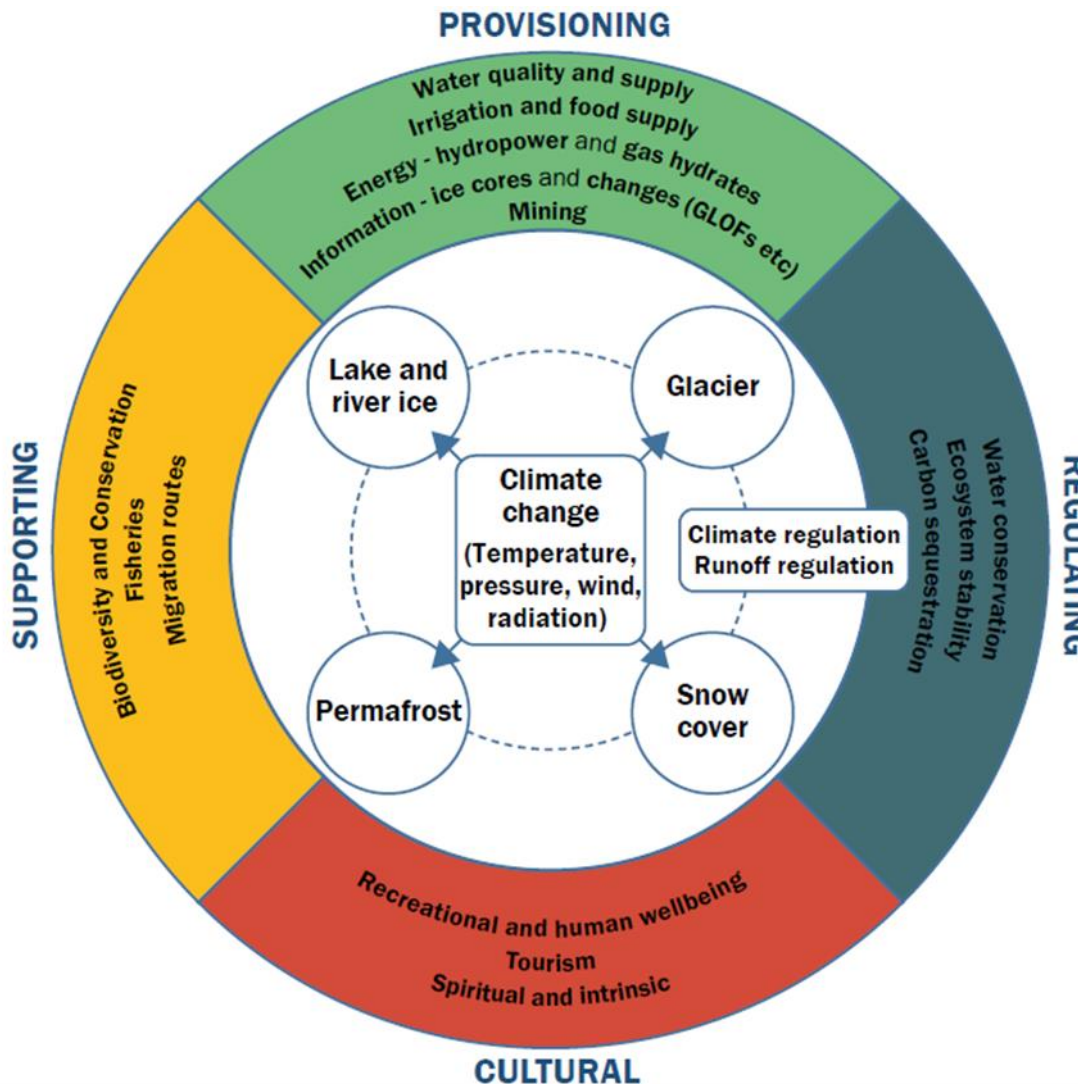 PROVISIONING
Water quality and supply
Irrigation and food supply
Energy - hydropower and gas hydrates
Information - ice cores and changes (GLOFs etc)
Mining
SUPPORTING
Biodiversity and Conservation
Fisheries
Migration routes
Lake and
river ice
Glacier
Climate
change
(Temperature,
pressure, wind,
radiation)
Climate regulation
Runoff regulation
Permafrost
Snow
cover
REGULATING
Water conservation
Ecosystem stability
Carbon sequestration
Recreational and human wellbeing
Tourism
Spiritual and intrinsic
CULTURAL